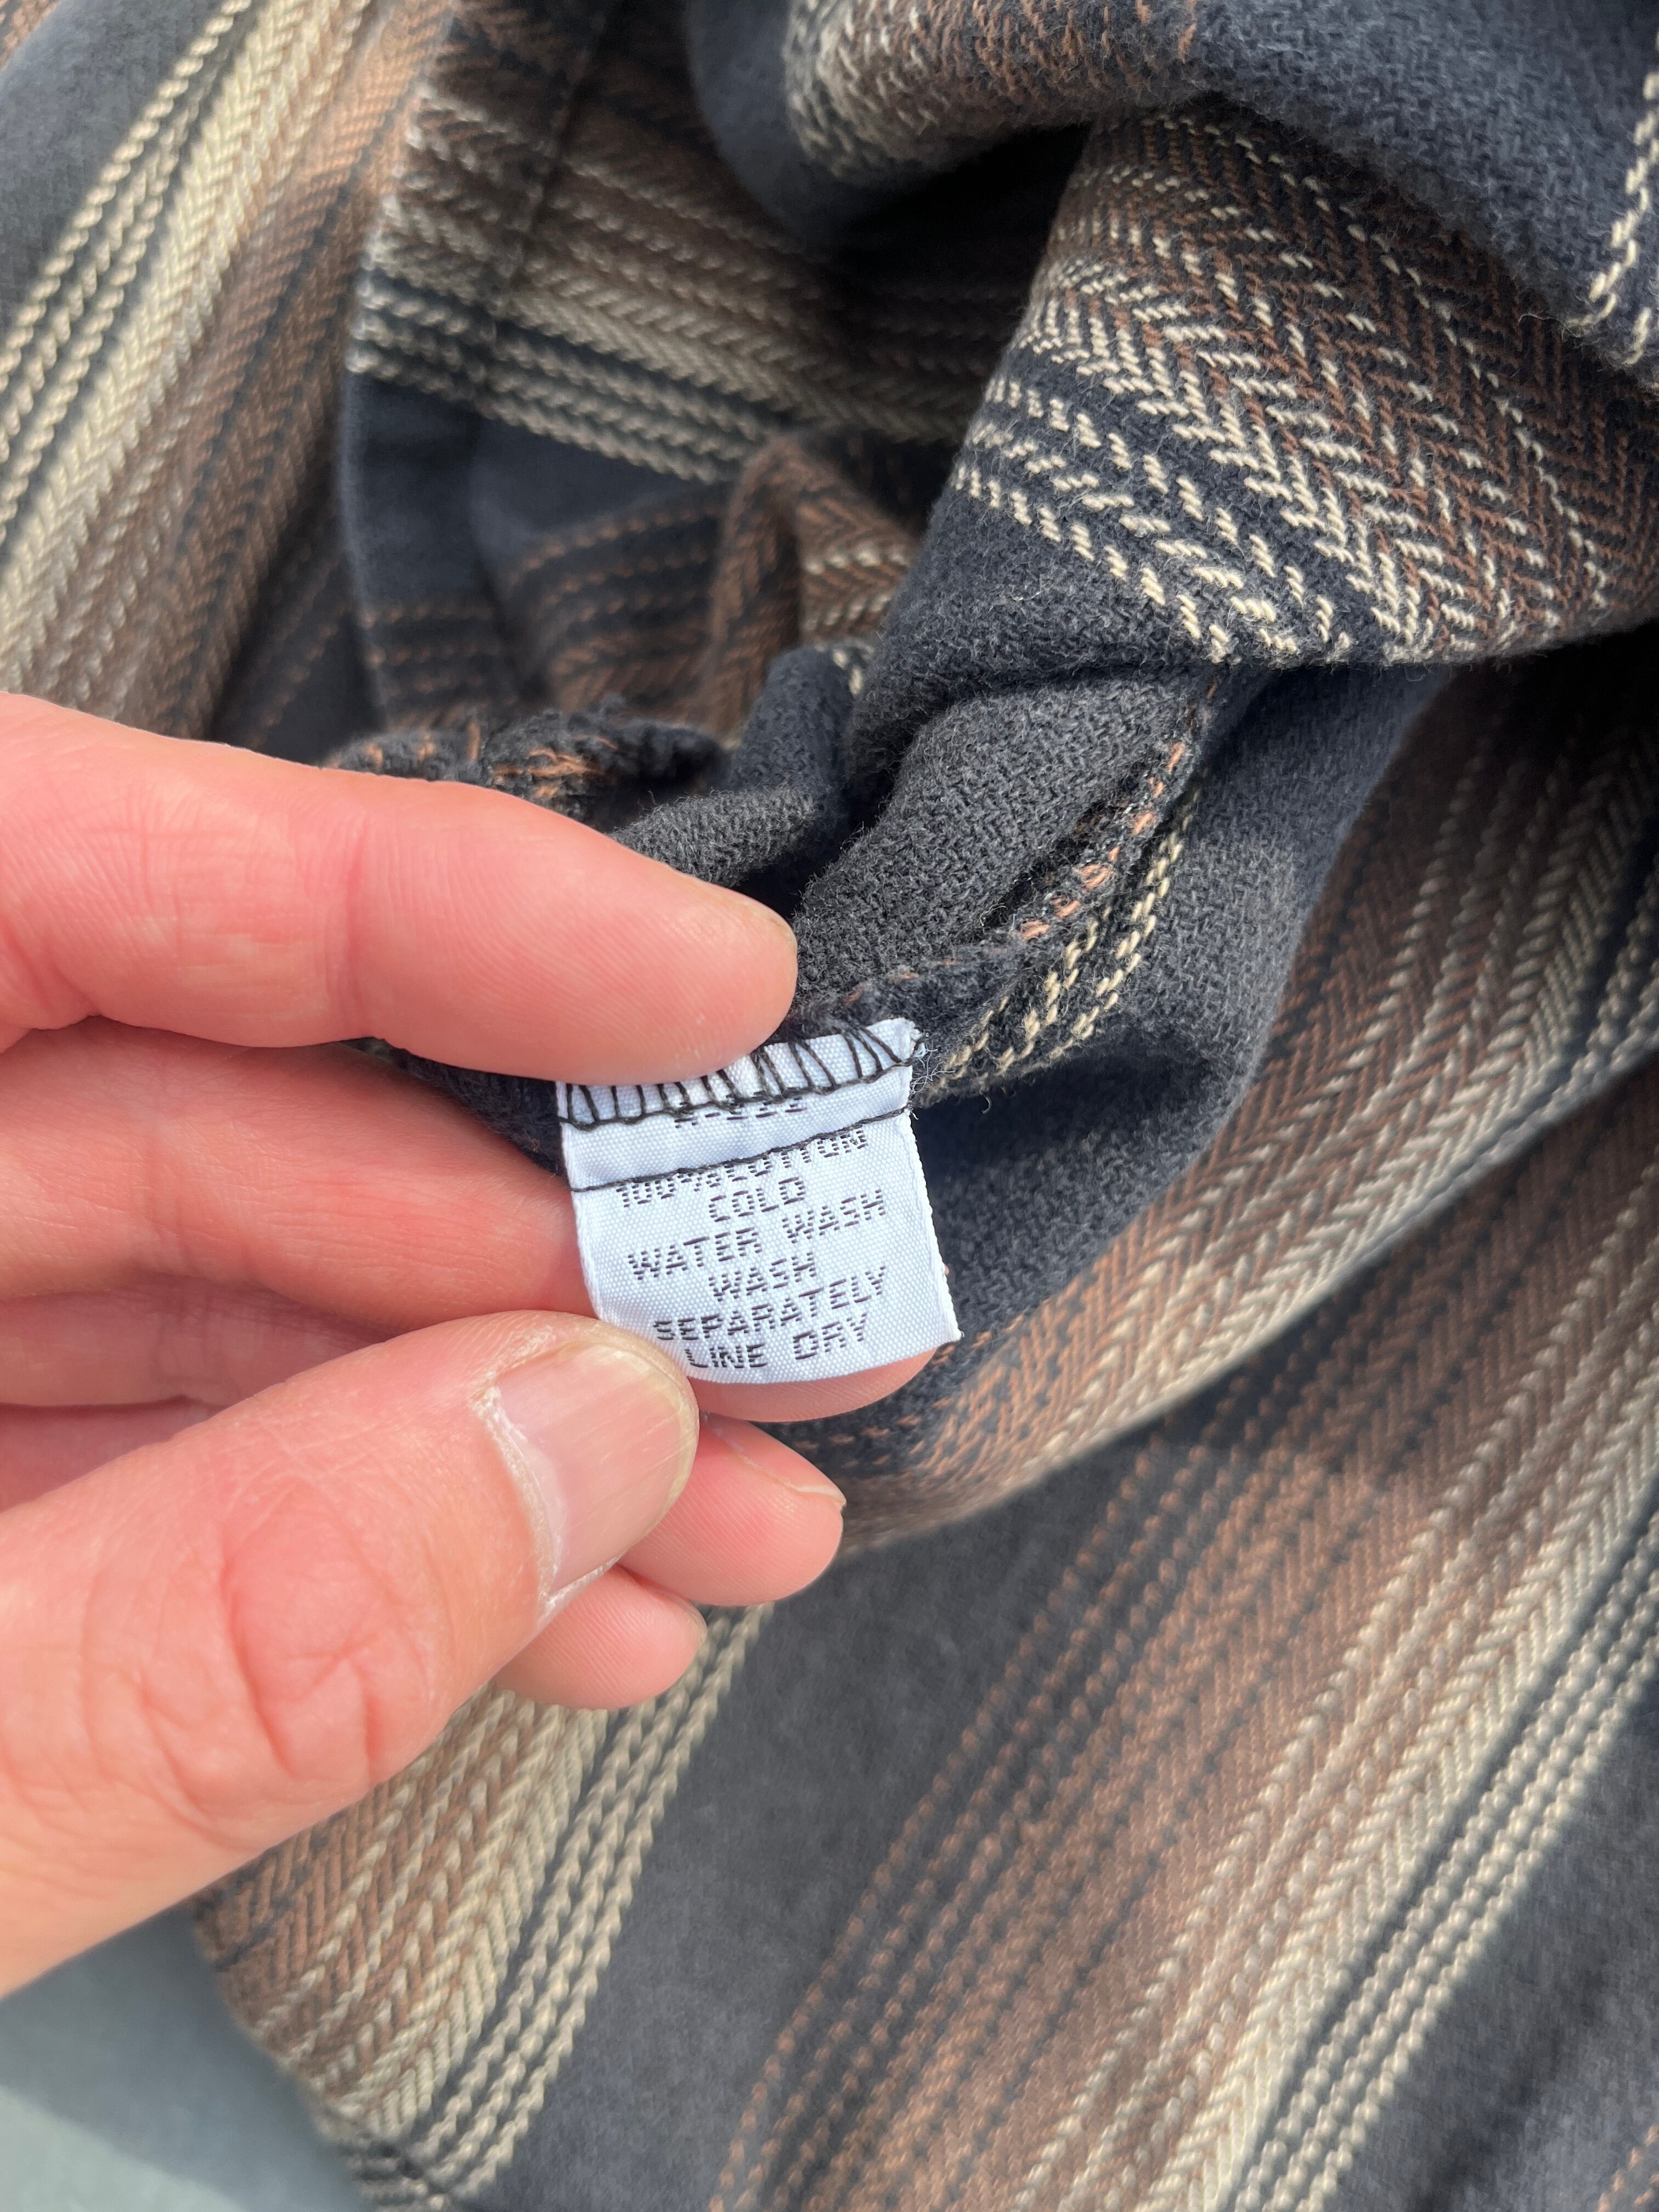 100% COTTON
COLD
WATER WASH
WASH
SEPARATELY
LINE DRY